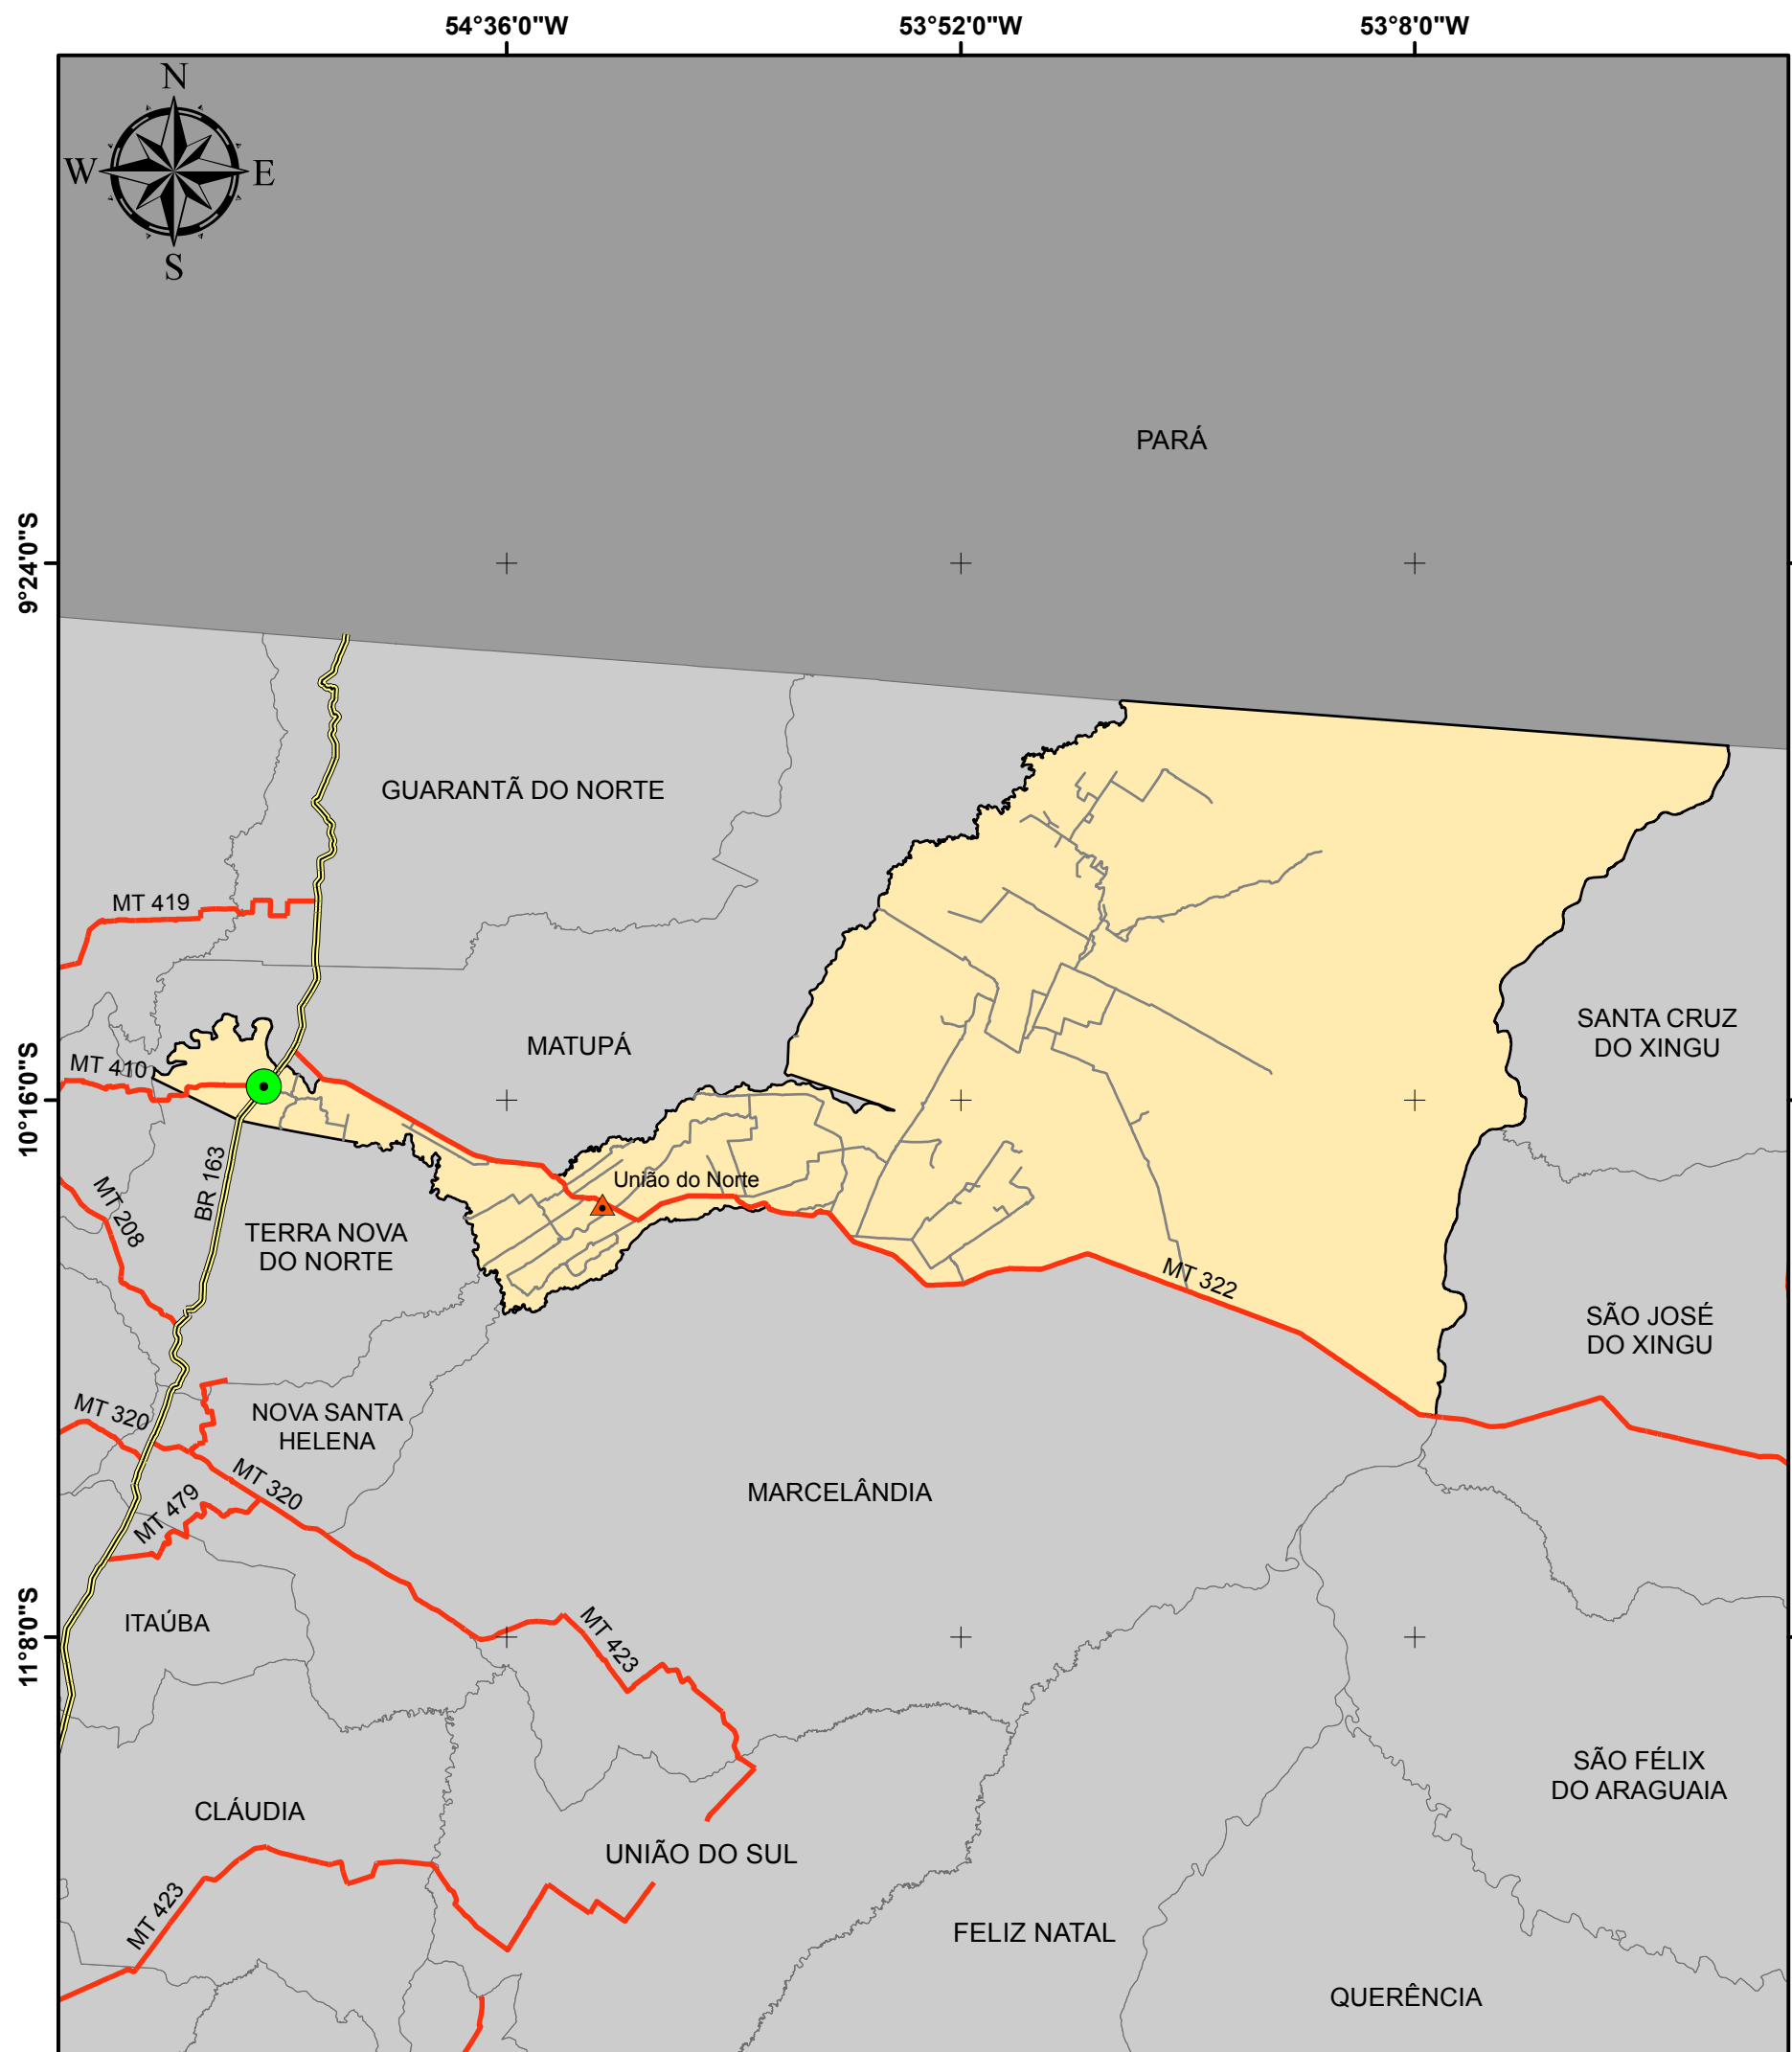 54°36'0"W
53°52'0"W
53°8'0"W
N
W
E
S
PARÁ
9°24'0"S
GUARANTÃ DO NORTE
MT 419
SANTA CRUZ
DO XINGU
MATUPÁ
MT 410
10°16'0"S
BR 163
União do Norte
MT 208
TERRA NOVA
DO NORTE
MT 322
SÃO JOSÉ
DO XINGU
MT 320
NOVA SANTA
HELENA
MT 320
MARCELÂNDIA
MT 479
ITAÚBA
11°8'0"S
MT 423
SÃO FÉLIX
DO ARAGUAIA
CLÁUDIA
UNIÃO DO SUL
MT 423
FELIZ NATAL
QUERÊNCIA